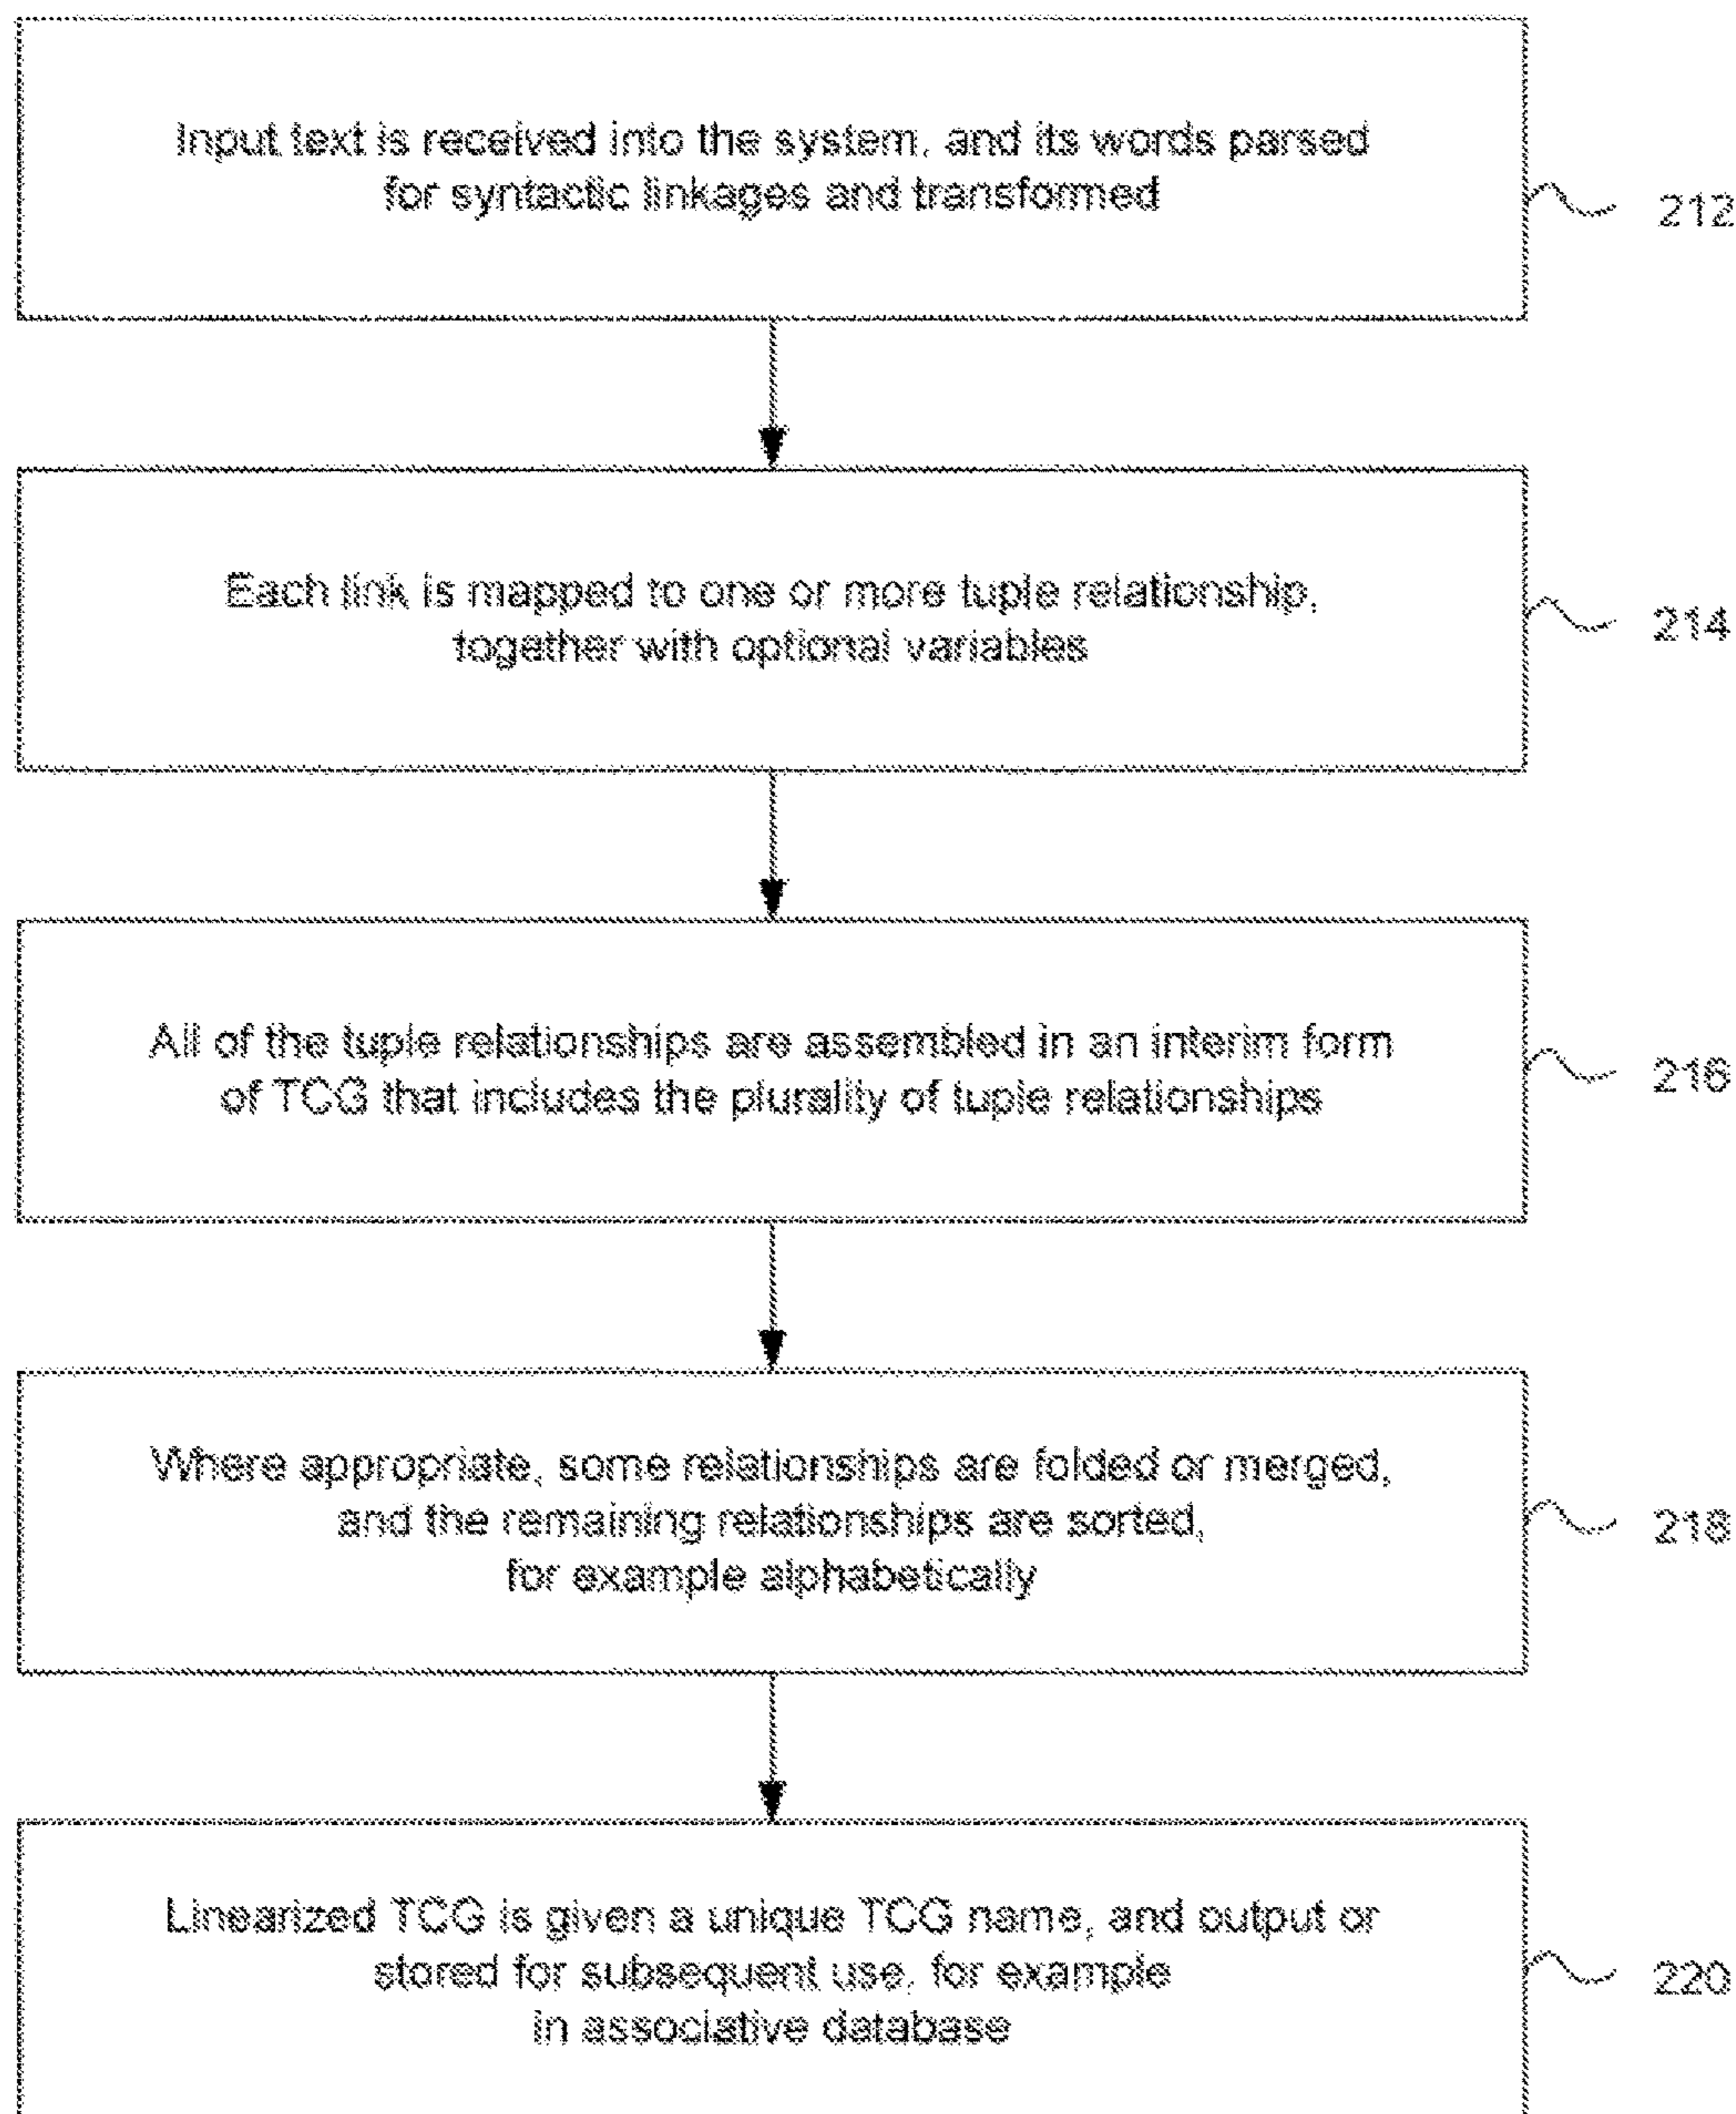 Input text is received into the system, and its words parsed
for syntactic linkages and transformed
212
Each link is mapped to one or more tuple relationship,
together with optional variables
214
All of the tuple relationships are assembled in an interim form
of TCG that includes the plurality of tuple relationships
216
Where appropriate, some relationships are folded or merged,
and the remaining relationships are sorted,
for example alphabetically
218
Linearized TCG is given a unique TCG name, and output or
stored for subsequent use, for example
in associative database
220